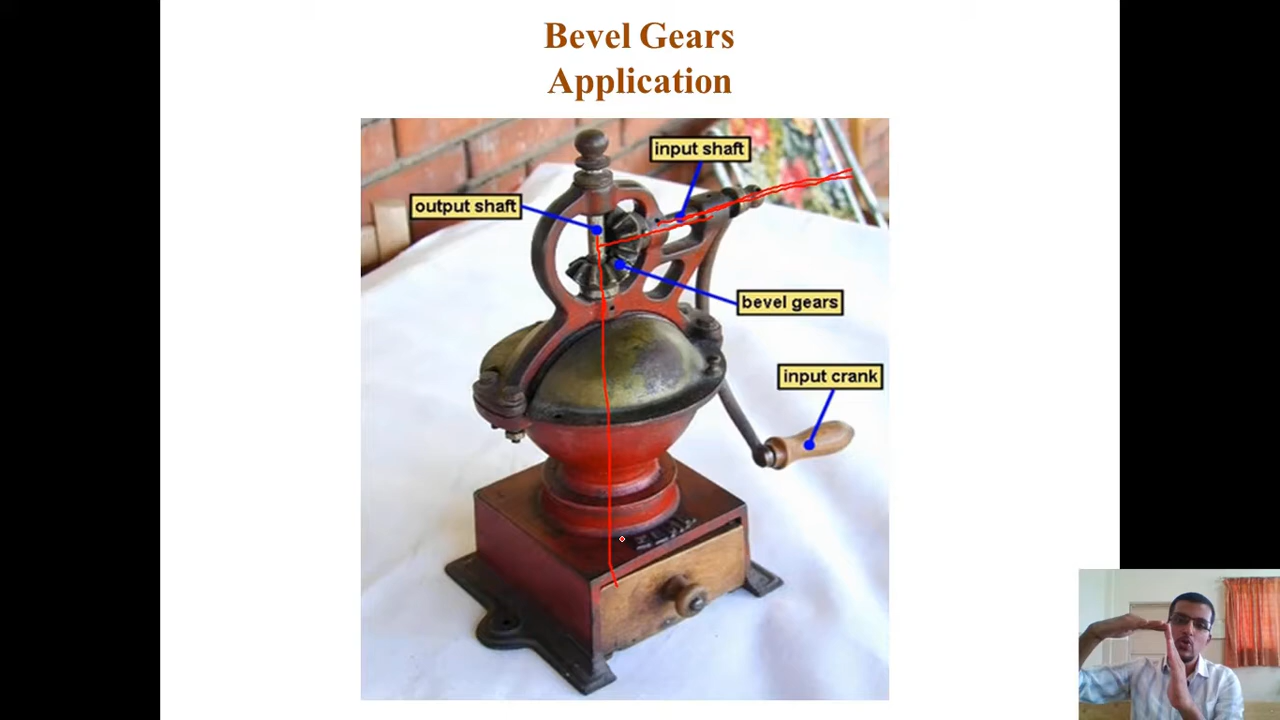 Bevel Gears
Application
input shaft
output shaft
bevel gears
input crank